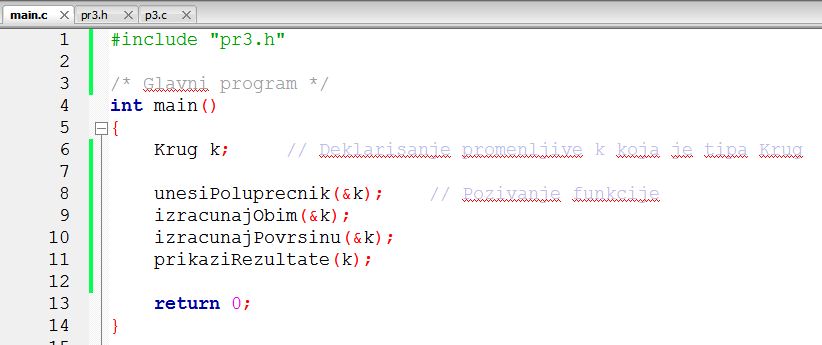 main.c pr3.h p3.c
1 #include "pr3.h"
2
3 /* Glavni program */
4 int main()
5 {
6 Krug k; // Deklarisanje promenljive k koja je tipa Krug
7
8 unesiPoluprecnik(&k); // Pozivanje funkcije
9 izracunajObim(&k);
10 izracunajPovrsinu(&k);
11 prikaziRezultate(k);
12
13 return 0;
14 }